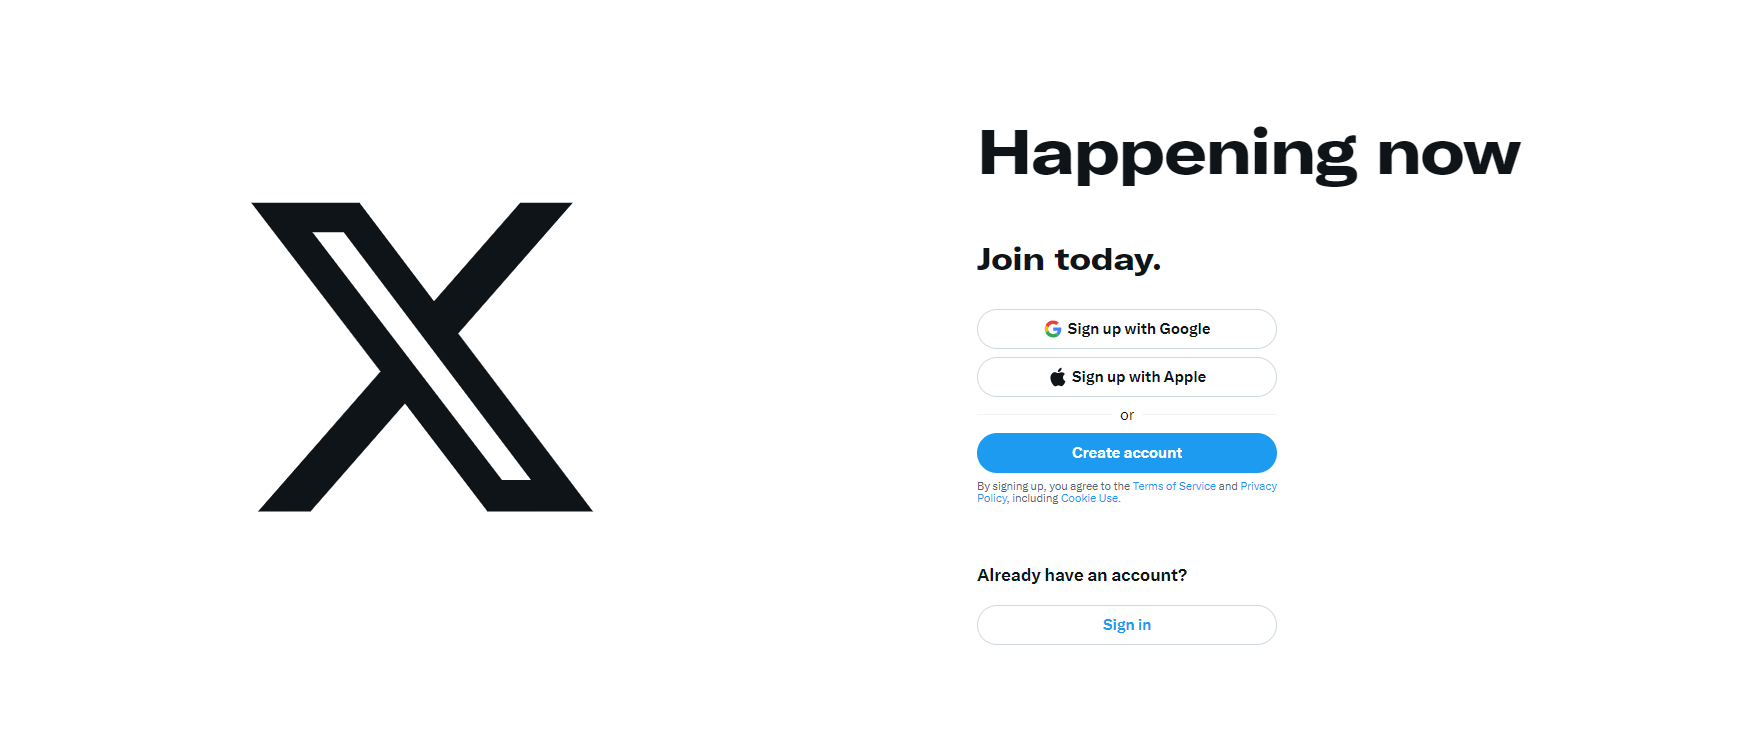 Happening now
Join today.
Sign up with Google
Sign up with Apple
or
Create account
By signing up, you agree to the Terms of Service and Privacy
Policy, including Cookie Use.
Already have an account?
Sign in